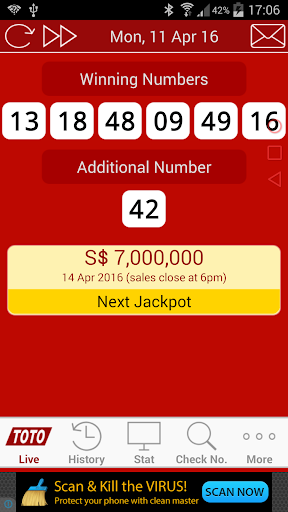 42% 17:06
Mon, 11 Apr 16
Winning Numbers
13 18 48 09 49 16
Additional Number
42
S$ 7,000,000
14 Apr 2016 (sales close at 6pm)
Next Jackpot
TOTO
Live History Stat Check No. More
Scan & Kill the VIRUS!
Protect your phone with clean master
SCAN NOW